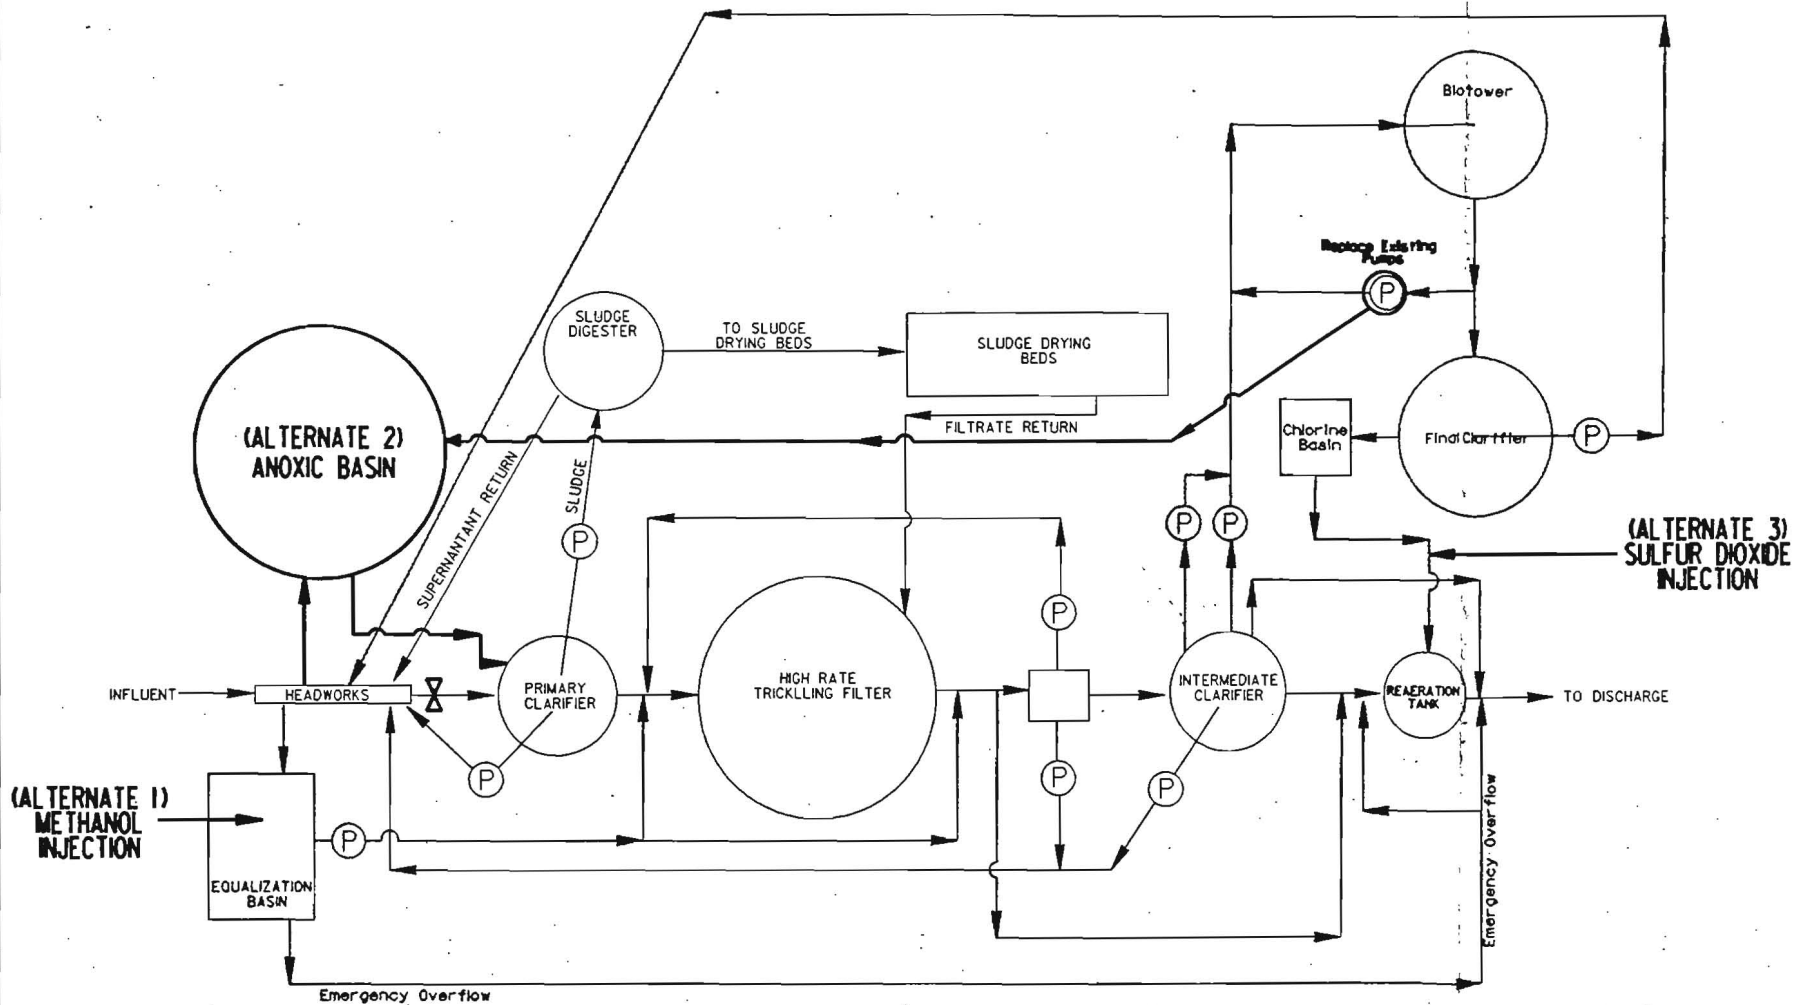 Biotower
Replace Existing
Pumps
SLUDGE
DIGESTER
TO SLUDGE
DRYING BEDS
SLUDGE DRYING
BEDS
FILTRATE RETURN
Chlorine
Basin
Final Clarifier
P
P
(ALTERNATE 2)
ANOXIC BASIN
SUPERNANTANT RETURN
SLUDGE
P
P
P
(ALTERNATE 3)
SULFUR DIOXIDE
INJECTION
P
INFLUENT
HEADWORKS
PRIMARY
CLARIFIER
HIGH RATE
TRICKLLING FILTER
INTERMEDIATE
CLARIFIER
REAERATION
TANK
TO DISCHARGE
P
P
P
(ALTERNATE 1)
METHANOL
INJECTION
P
EQUALIZATION
BASIN
Emergency Overflow
Emergency Overflow